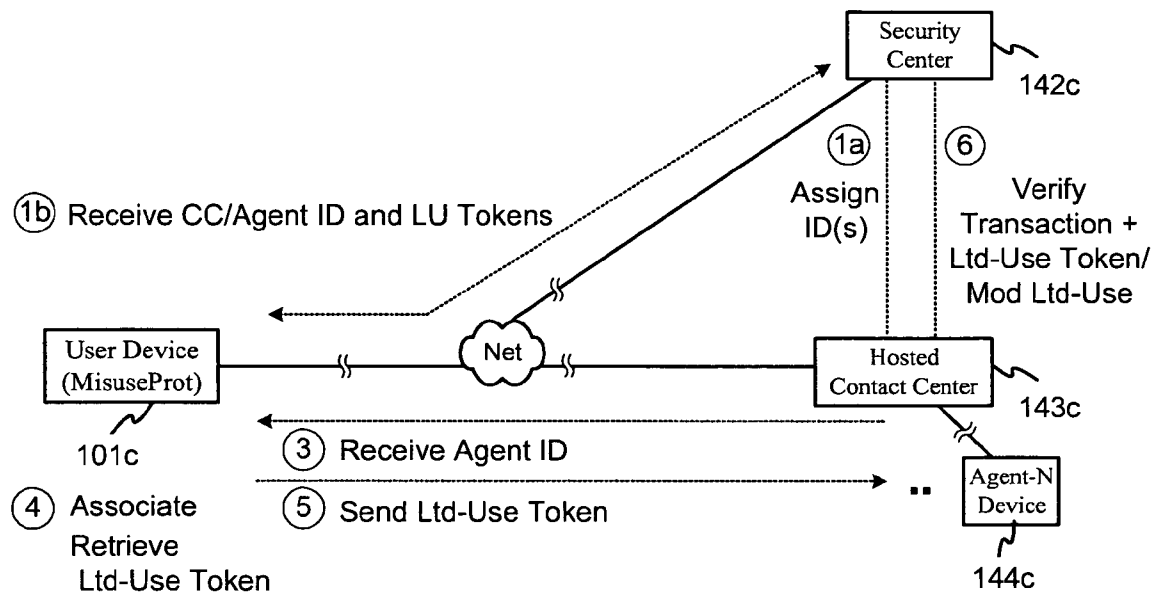 Security
Center
142c
1a
6
Assign
ID(s)
Verify
Transaction +
Ltd-Use Token/
Mod Ltd-Use
1b Receive CC/Agent ID and LU Tokens
User Device
(MisuseProt)
101c
Net
Hosted
Contact Center
143c
3 Receive Agent ID
4 Associate
Retrieve
Ltd-Use Token
5 Send Ltd-Use Token
..
Agent-N
Device
144c